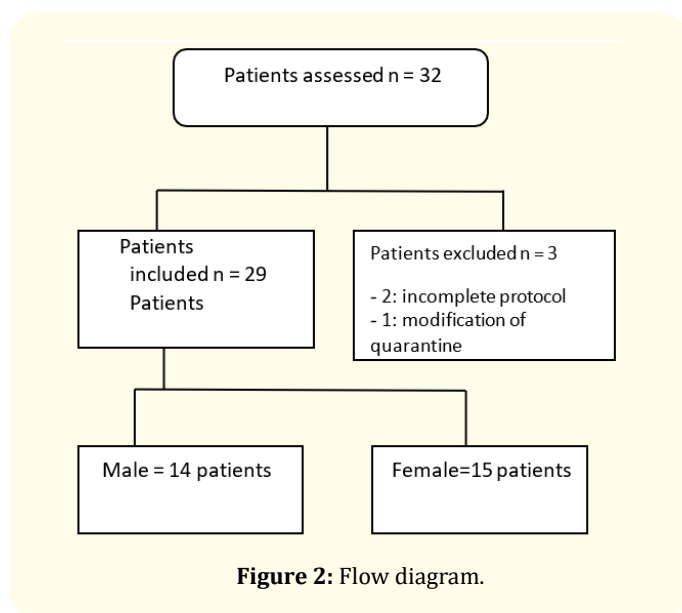 Patients assessed n = 32
Patients
included n = 29
Patients
Patients excluded n = 3
- 2: incomplete protocol
- 1: modification of
quarantine
Male = 14 patients
Female=15 patients
Figure 2: Flow diagram.